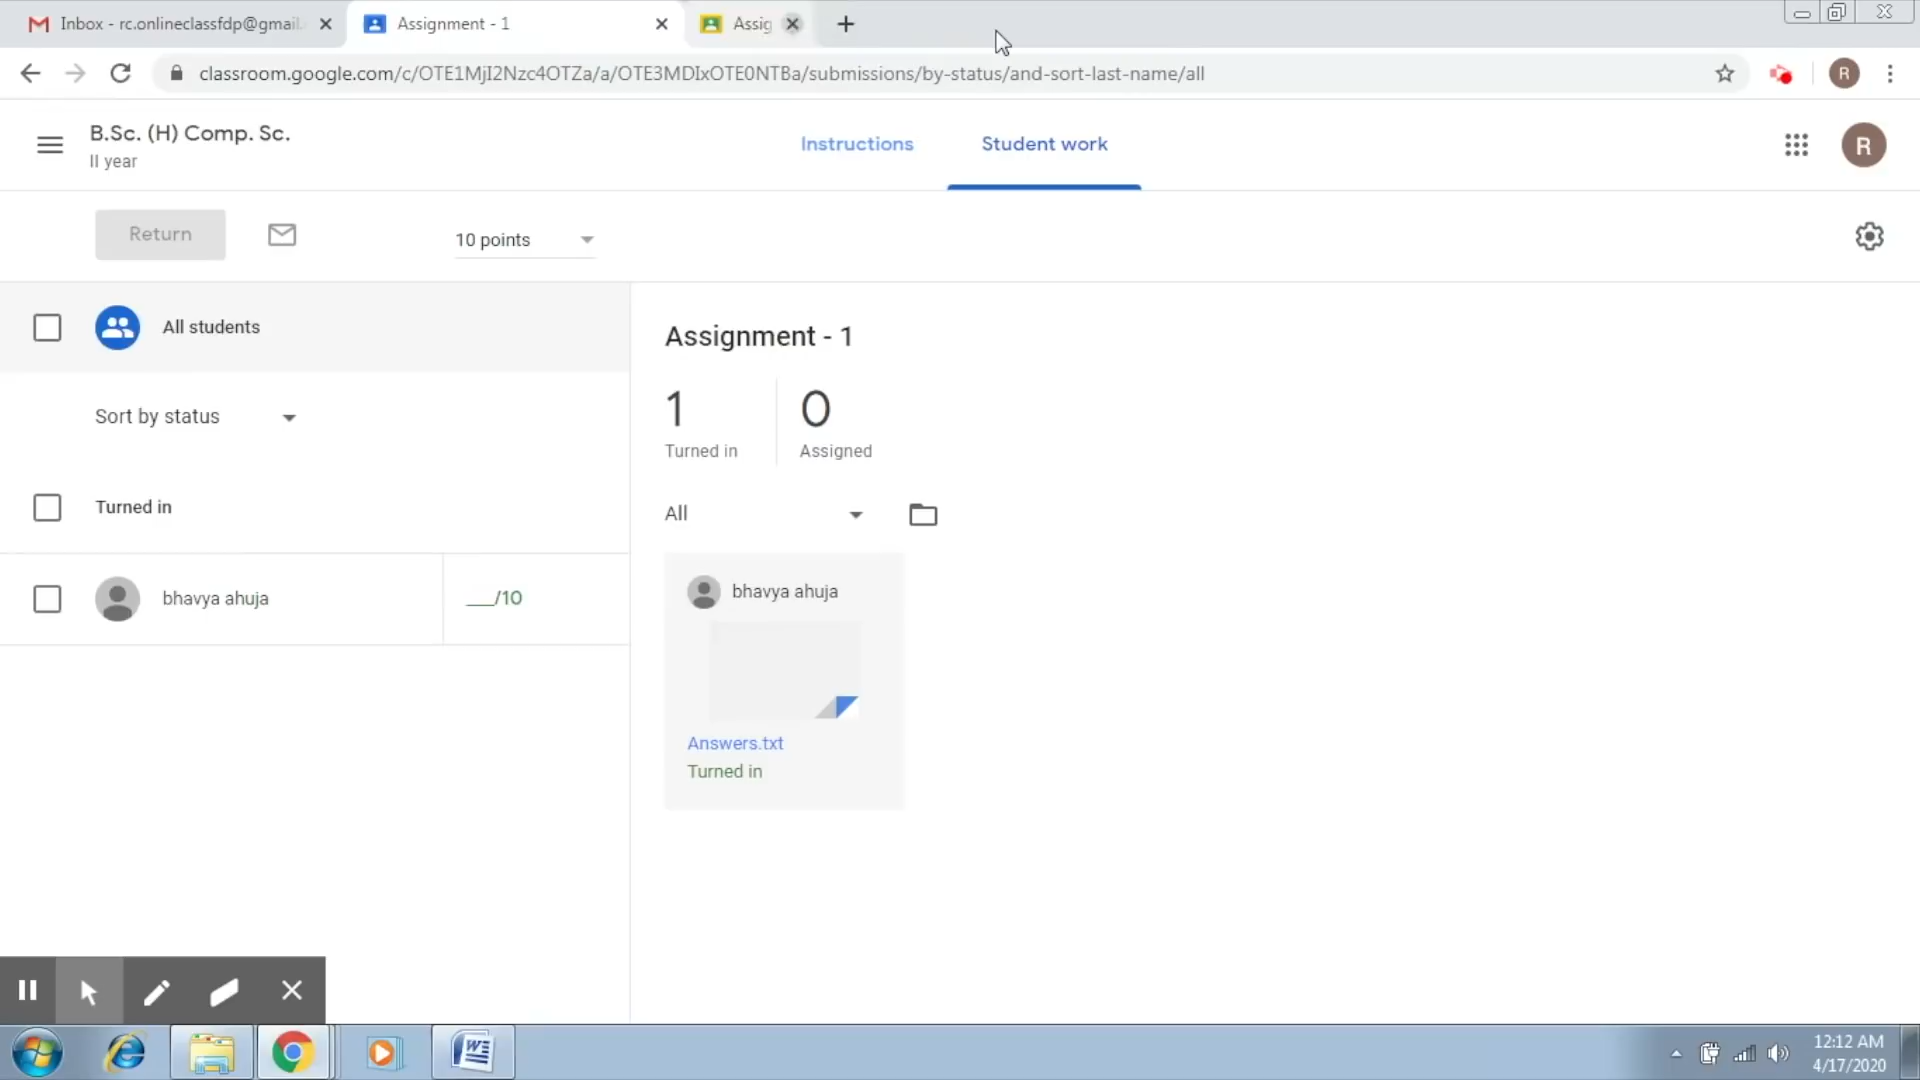 Inbox - rc.onlineclassfdp@gmail.
Assignment - 1
Assig
classroom.google.com/c/OTE1MjI2Nzc4OTZa/a/OTE3MDIxOTE0NTBa/submissions/by-status/and-sort-last-name/all
R
B.Sc. (H) Comp. Sc.
II year
Instructions
Student work
R
Return
10 points
All students
Sort by status
Turned in
bhavya ahuja
___/10
Assignment - 1
1
0
Turned in
Assigned
All
bhavya ahuja
Answers.txt
Turned in
12:12 AM
4/17/2020